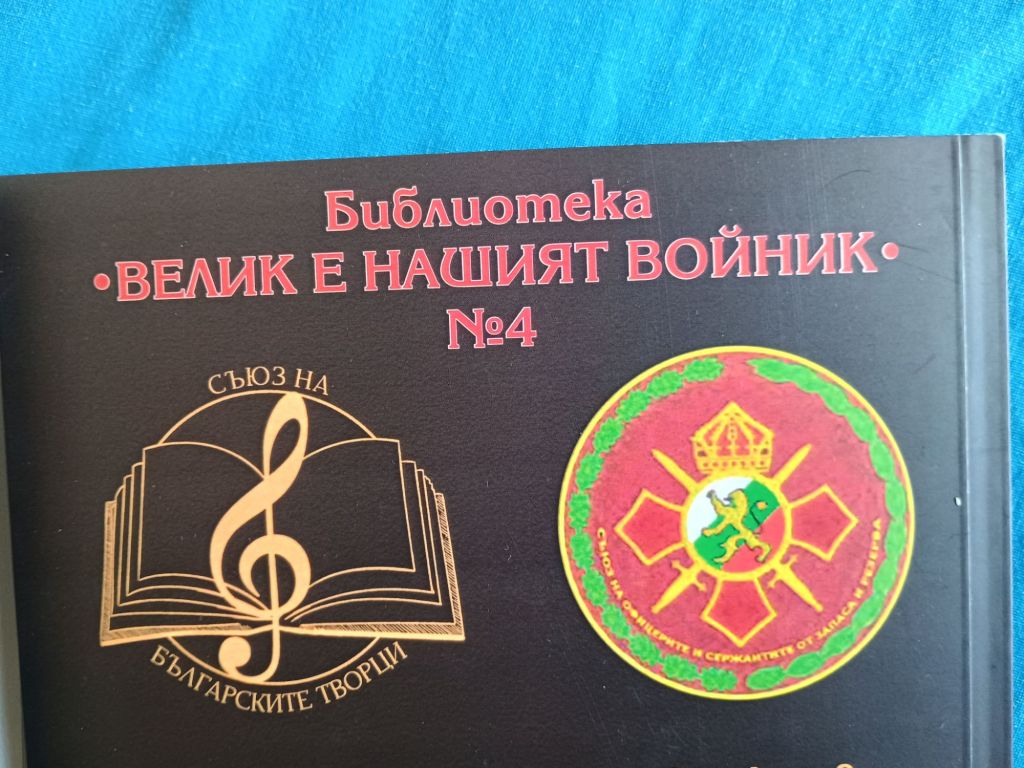 Библиотека
•ВЕЛИК Е НАШИЯТ ВОЙНИК•
№4
СЪЮЗ НА
БЪЛГАРСКИТЕ ТВОРЦИ
СЪЮЗ НА ОФИЦЕРИТЕ И СЕРЖАНТИТЕ ОТ ЗАПАСА И РЕЗЕРВА